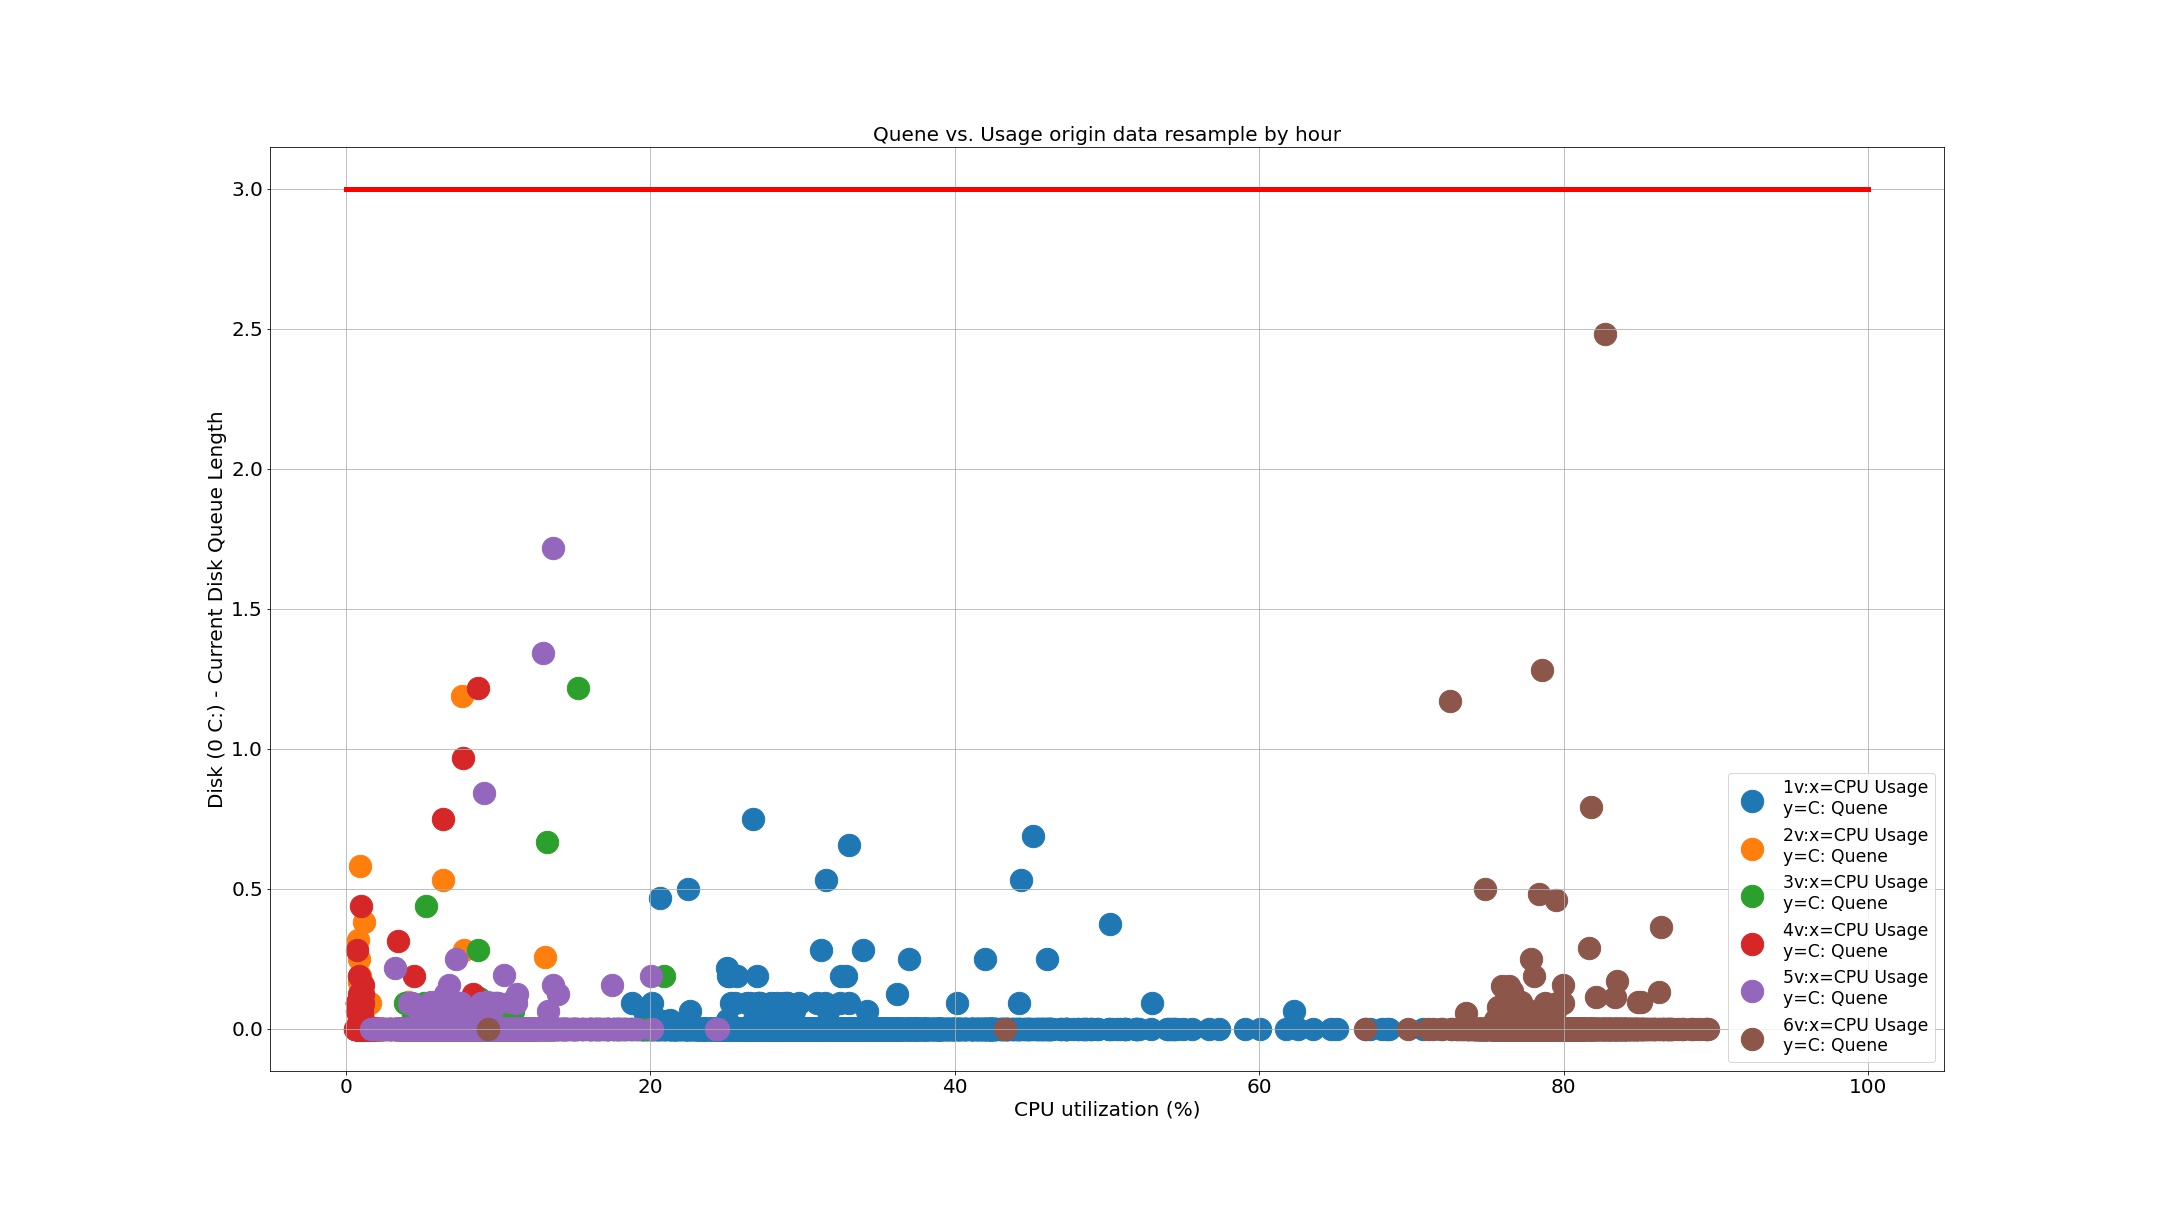 Quene vs. Usage origin data resample by hour
3.0
2.5
2.0
1.5
1.0
0.5
0.0
Disk (0 C:) - Current Disk Queue Length
0 20 40 60 80 100
CPU utilization (%)
1v:x=CPU Usage
y=C: Quene
2v:x=CPU Usage
y=C: Quene
3v:x=CPU Usage
y=C: Quene
4v:x=CPU Usage
y=C: Quene
5v:x=CPU Usage
y=C: Quene
6v:x=CPU Usage
y=C: Quene